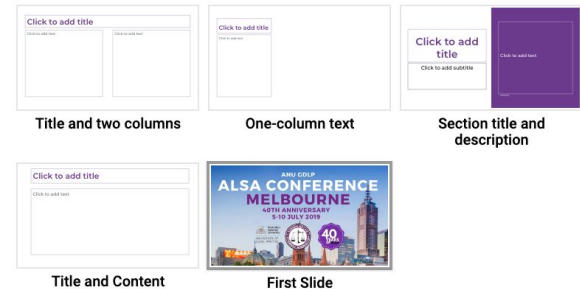 Click to add title
Click to add text
Click to add text
Title and two columns
Click to add title
Click to add text
One-column text
Click to add
title
Click to add subtitle
Click to add text
Section title and
description
Click to add title
Click to add text
Title and Content
ANU GDLP
ALSA CONFERENCE
MELBOURNE
40TH ANNIVERSARY
5-10 JULY 2019
40
YEARS
First Slide